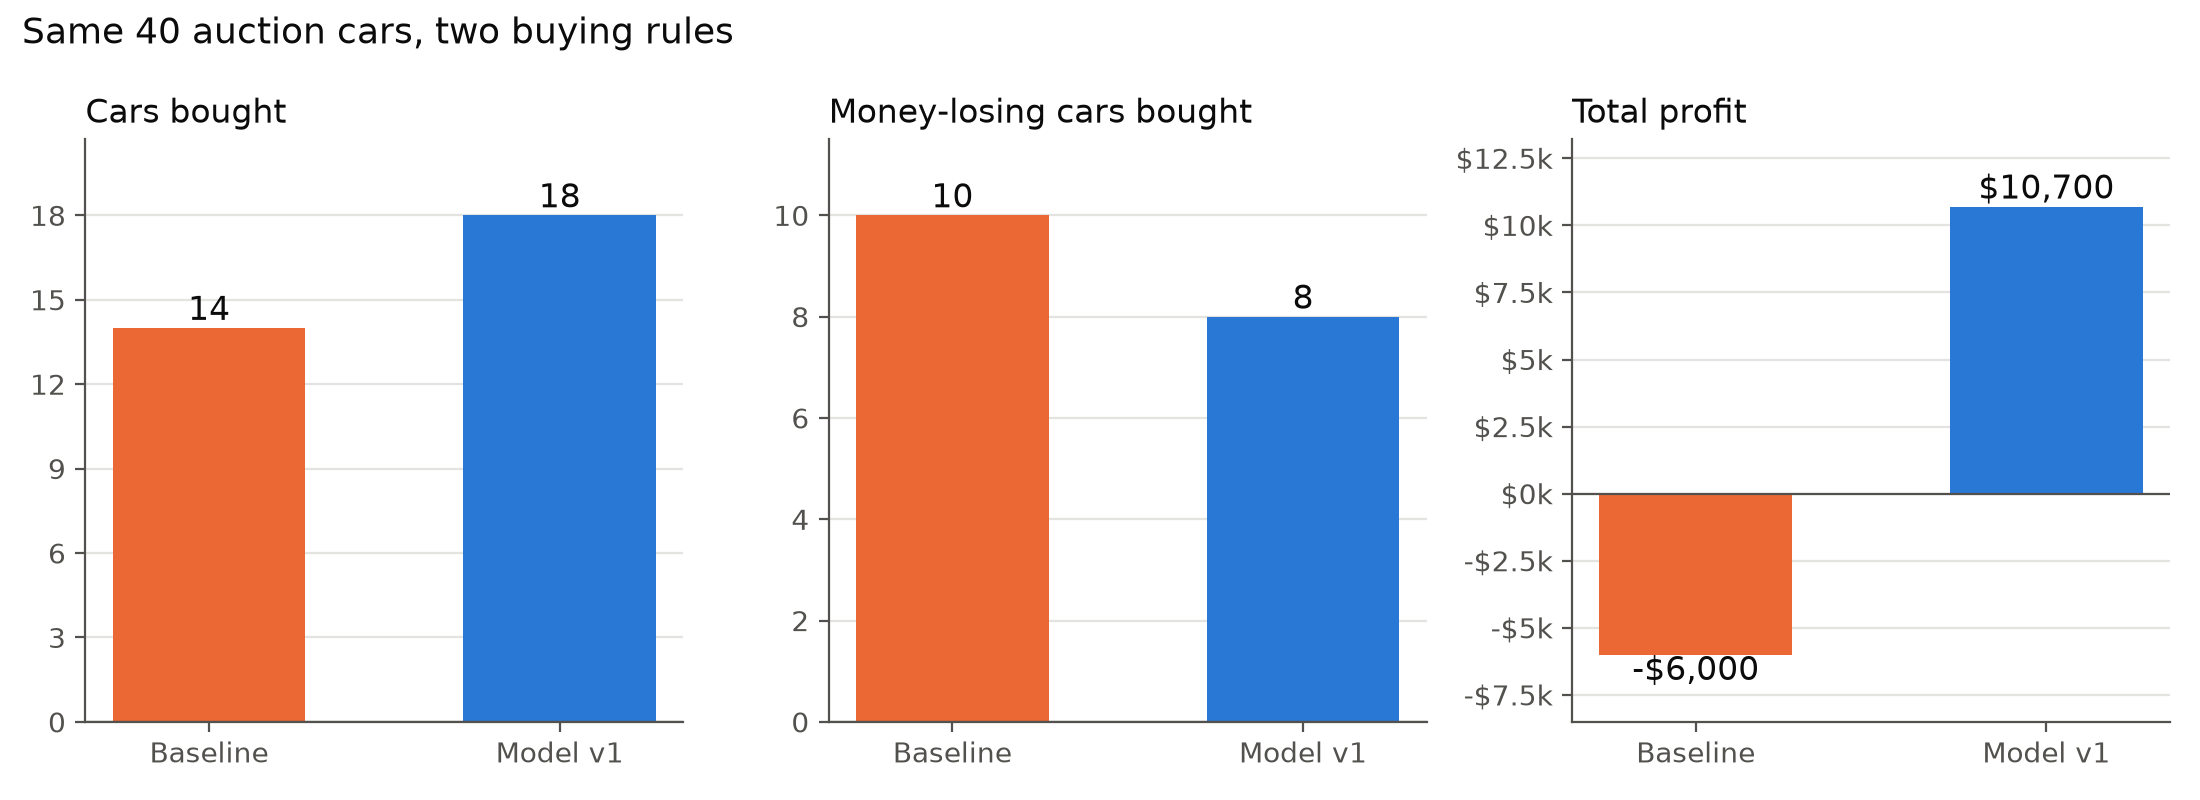 Same 40 auction cars, two buying rules
Cars bought
18
15
12
9
6
3
0
14
18
Baseline
Model v1
Money-losing cars bought
10
8
6
4
2
0
10
8
Baseline
Model v1
Total profit
$12.5k
$10k
$7.5k
$5k
$2.5k
$0k
-$2.5k
-$5k
-$7.5k
-$6,000
$10,700
Baseline
Model v1